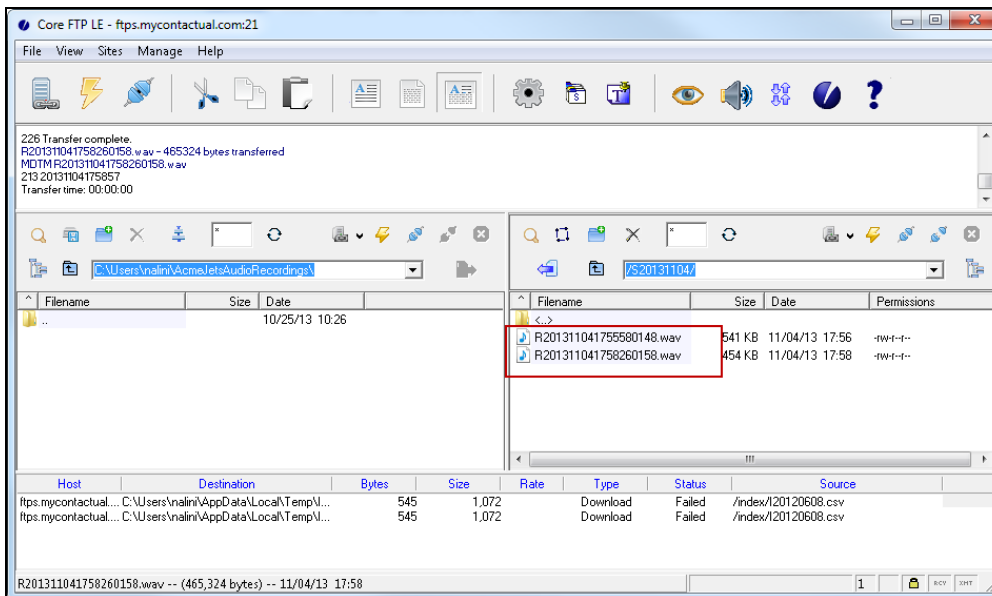 Core FTP LE - ftps.mycontactual.com:21
File View Sites Manage Help
226 Transfer complete.
R201311041758260158.wav - 465324 bytes transferred
MDTM R201311041758260158.wav
213 20131104175857
Transfer time: 00:00:00
C:\Users\nalini\AcmeJetsAudioRecordings\
/S20131104/
^ Filename Size Date
.. 10/25/13 10:26
^ Filename Size Date Permissions
<..>
R201311041755580148.wav 541 KB 11/04/13 17:56 -rw-r--r--
R201311041758260158.wav 454 KB 11/04/13 17:58 -rw-r--r--
Host Destination Bytes Size Rate Type Status Source
ftps.mycontactual.... C:\Users\nalini\AppData\Local\Temp\I... 545 1,072 Download Failed /index/I20120608.csv
ftps.mycontactual.... C:\Users\nalini\AppData\Local\Temp\I... 545 1,072 Download Failed /index/I20120608.csv
R201311041758260158.wav -- (465,324 bytes) -- 11/04/13 17:58
1
RCV XMT